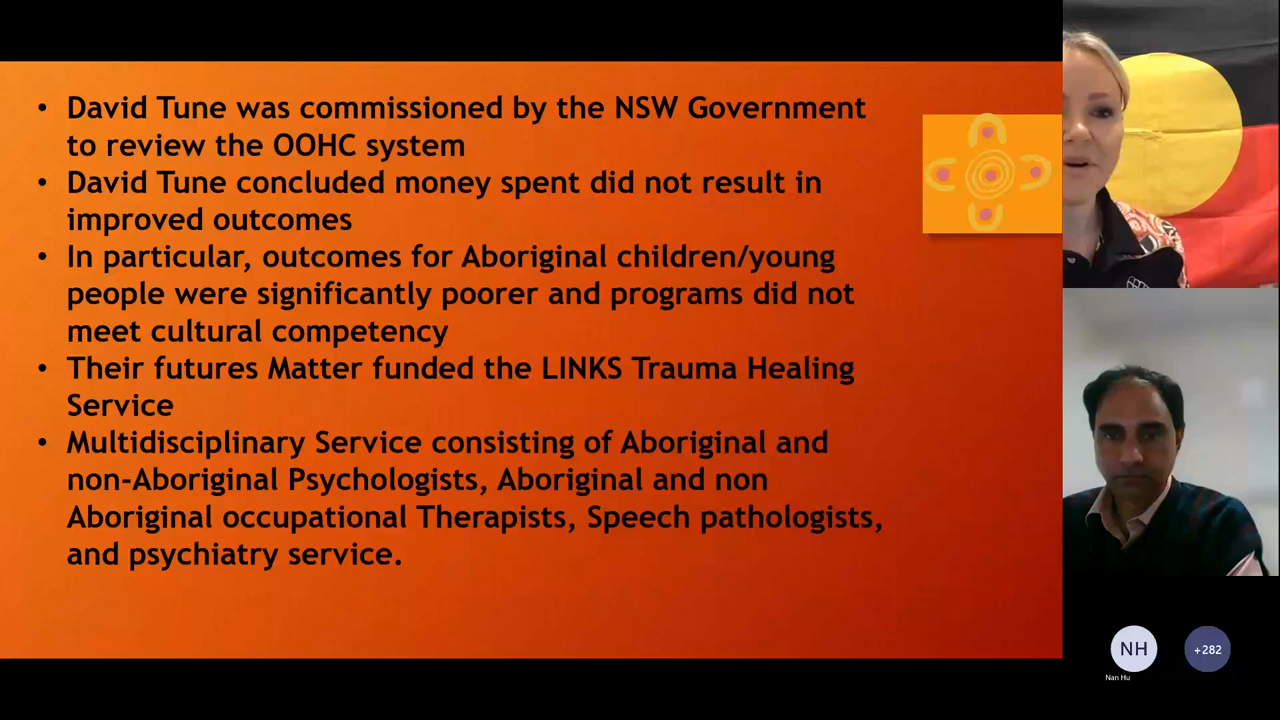 • David Tune was commissioned by the NSW Government
to review the OOHC system
• David Tune concluded money spent did not result in
improved outcomes
• In particular, outcomes for Aboriginal children/young
people were significantly poorer and programs did not
meet cultural competency
• Their futures Matter funded the LINKS Trauma Healing
Service
• Multidisciplinary Service consisting of Aboriginal and
non-Aboriginal Psychologists, Aboriginal and non
Aboriginal occupational Therapists, Speech pathologists,
and psychiatry service.
NH
+282
Nan Hu